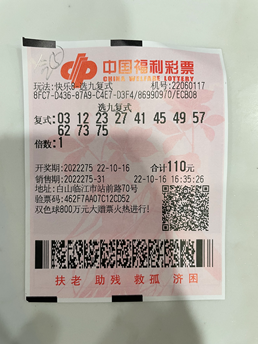 中国福利彩票
CHINA WELFARE LOTTERY
玩法:快乐8-选九复式 机号:22060117
8FC7-D436-87A9-C4E7-D3F4/86990970/ECB08
选九复式
复式:03 12 23 27 41 45 49 57
62 73 75
倍数:1
开奖期:2022275 22-10-16 合计110元
销售期:2022275-31 22-10-16 16:35:26
地址:白山临江市站前路70号
验票码:462F7AA07C12CD52
双色球800万元大赠票火热进行!
扶老 助残 救孤 济困